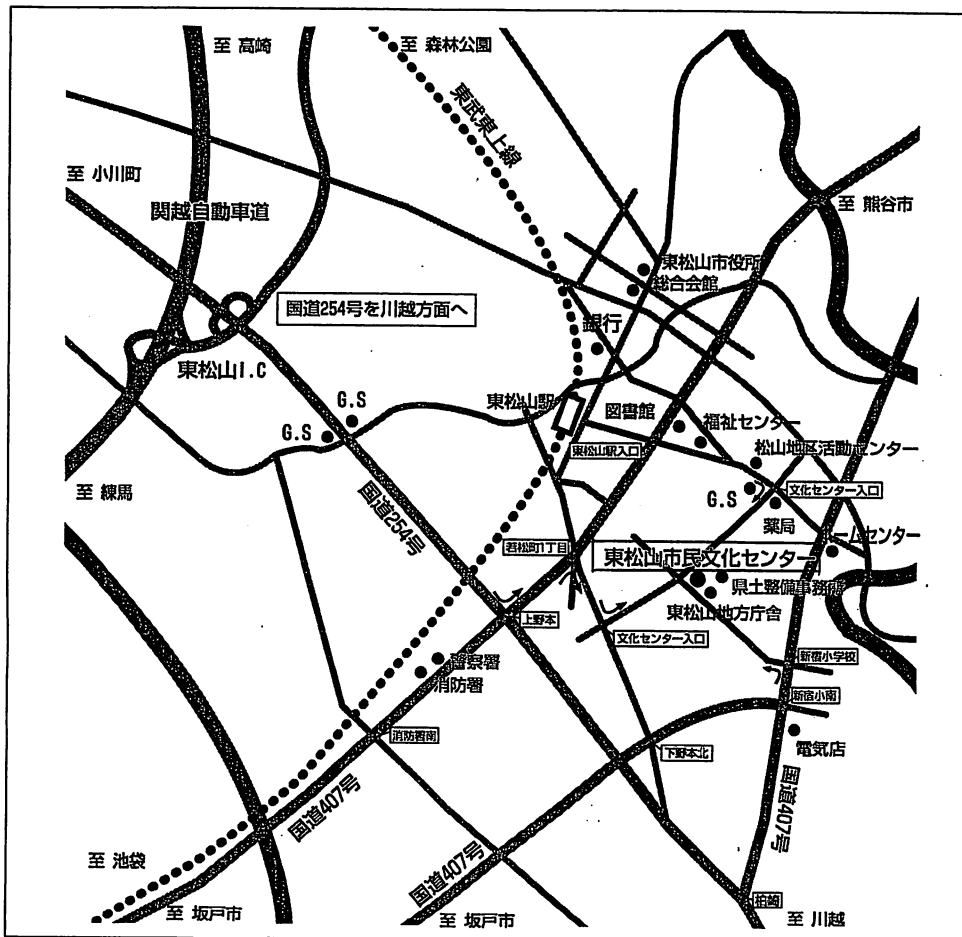 至 高崎
至 森林公園
東武東上線
至 小川町
関越自動車道
至 熊谷市
東松山市役所
総合会館
国道254号を川越方面へ
銀行
東松山I.C
G.S
東松山駅
図書館
福祉センター
G.S
東松山駅入口
松山地区活動センター
至 練馬
G.S
文化センター入口
薬局
国道254号
若松町1丁目
東松山市民文化センター
ホームセンター
県土整備事務所
東松山地方庁舎
上野本
文化センター入口
警察署
消防署
新宿小学校
新宿小南
消防署南
下野本北
電気店
国道407号
国道407号
至 池袋
国道407号
柏崎
至 坂戸市
至 坂戸市
至 川越